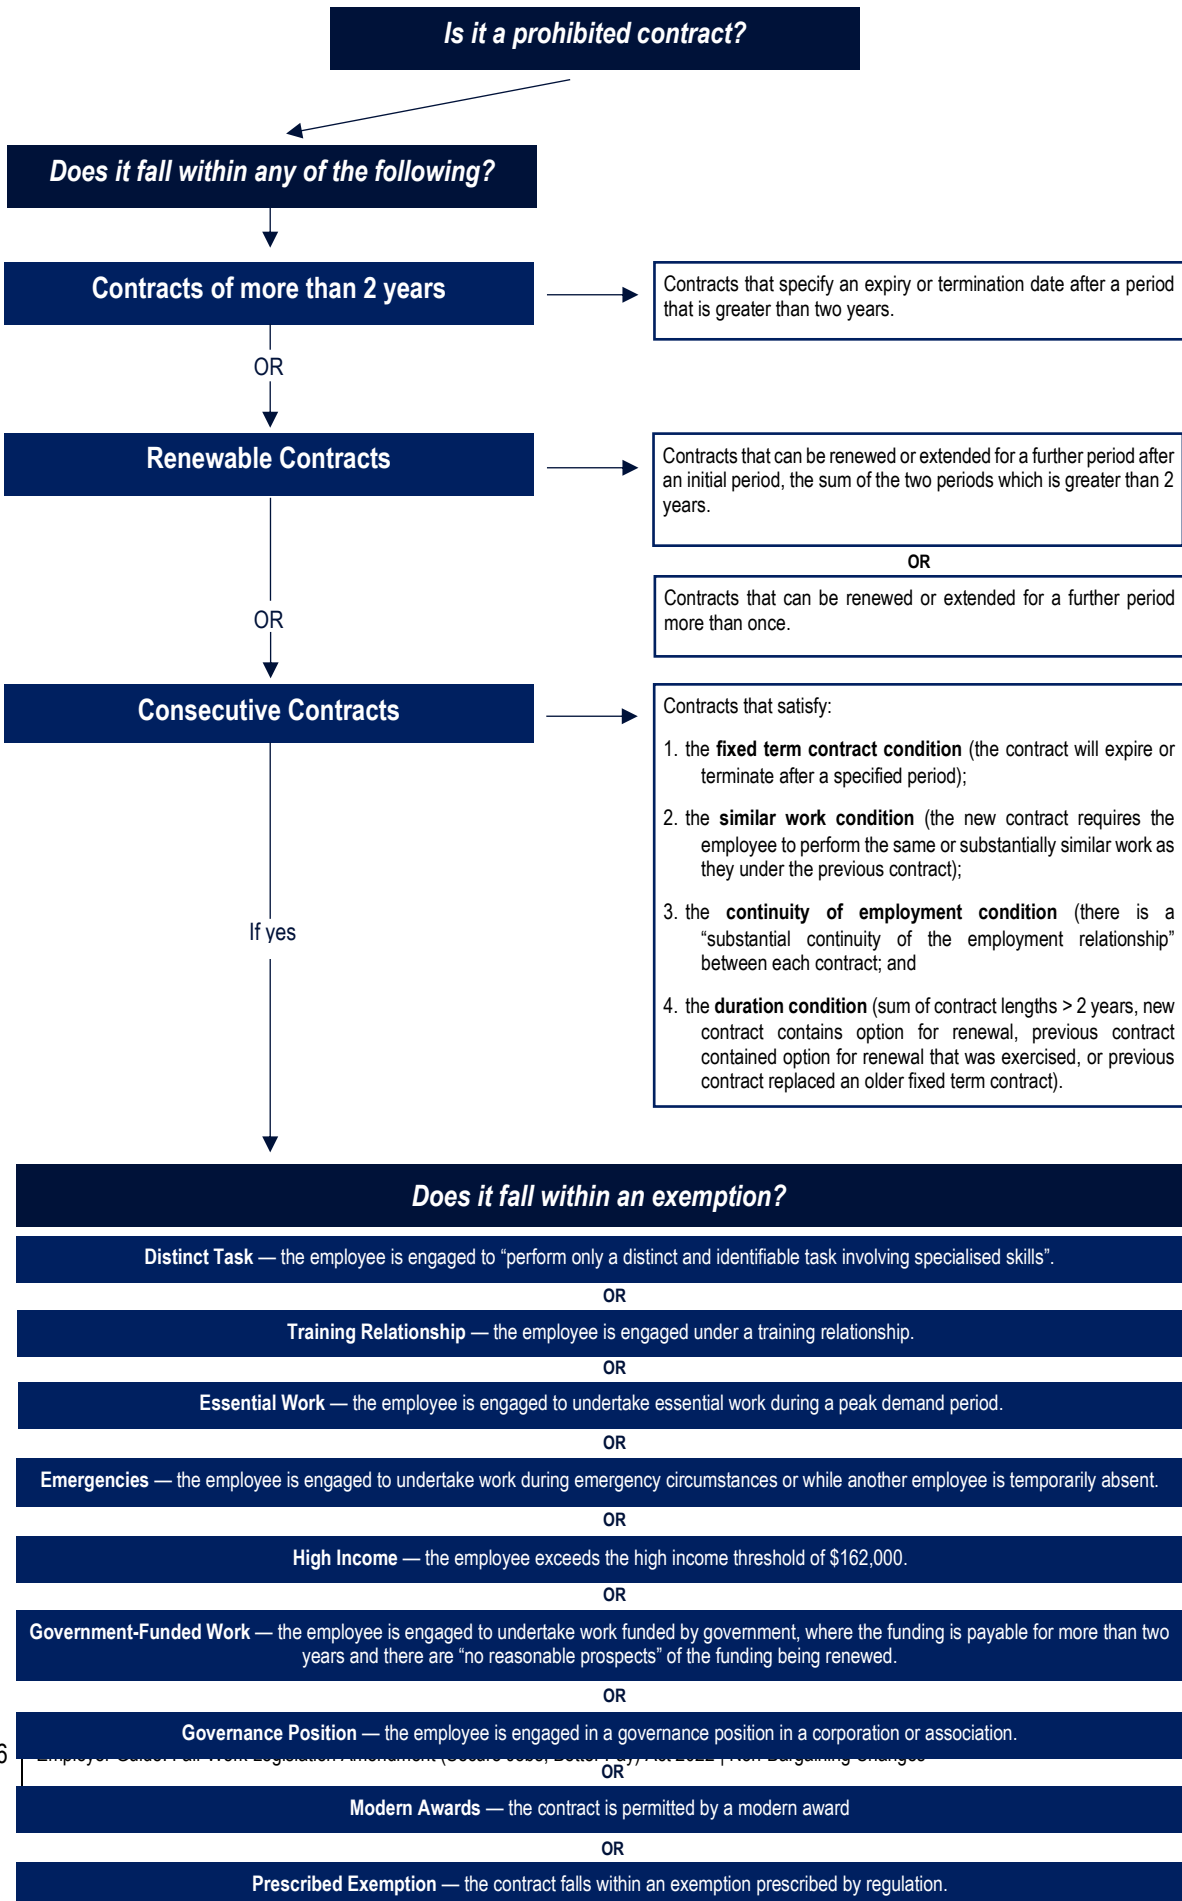 Is it a prohibited contract?
Does it fall within any of the following?
Contracts of more than 2 years
Contracts that specify an expiry or termination date after a period
that is greater than two years.
OR
Renewable Contracts
Contracts that can be renewed or extended for a further period after
an initial period, the sum of the two periods which is greater than 2
years.
OR
Contracts that can be renewed or extended for a further period
more than once.
OR
Consecutive Contracts
Contracts that satisfy:
1. the fixed term contract condition (the contract will expire or
terminate after a specified period);
2. the similar work condition (the new contract requires the
employee to perform the same or substantially similar work as
they under the previous contract);
3. the continuity of employment condition (there is a
“substantial continuity of the employment relationship”
between each contract; and
4. the duration condition (sum of contract lengths > 2 years, new
contract contains option for renewal, previous contract
contained option for renewal that was exercised, or previous
contract replaced an older fixed term contract).
If yes
Does it fall within an exemption?
Distinct Task — the employee is engaged to “perform only a distinct and identifiable task involving specialised skills”.
OR
Training Relationship — the employee is engaged under a training relationship.
OR
Essential Work — the employee is engaged to undertake essential work during a peak demand period.
OR
Emergencies — the employee is engaged to undertake work during emergency circumstances or while another employee is temporarily absent.
OR
High Income — the employee exceeds the high income threshold of $162,000.
OR
Government-Funded Work — the employee is engaged to undertake work funded by government, where the funding is payable for more than two
years and there are “no reasonable prospects” of the funding being renewed.
OR
Governance Position — the employee is engaged in a governance position in a corporation or association.
6 Employer Guide: Fair Work Legislation Amendment (Secure Jobs, Better Pay) Act 2022 | Non-Bargaining Changes
OR
Modern Awards — the contract is permitted by a modern award
OR
Prescribed Exemption — the contract falls within an exemption prescribed by regulation.